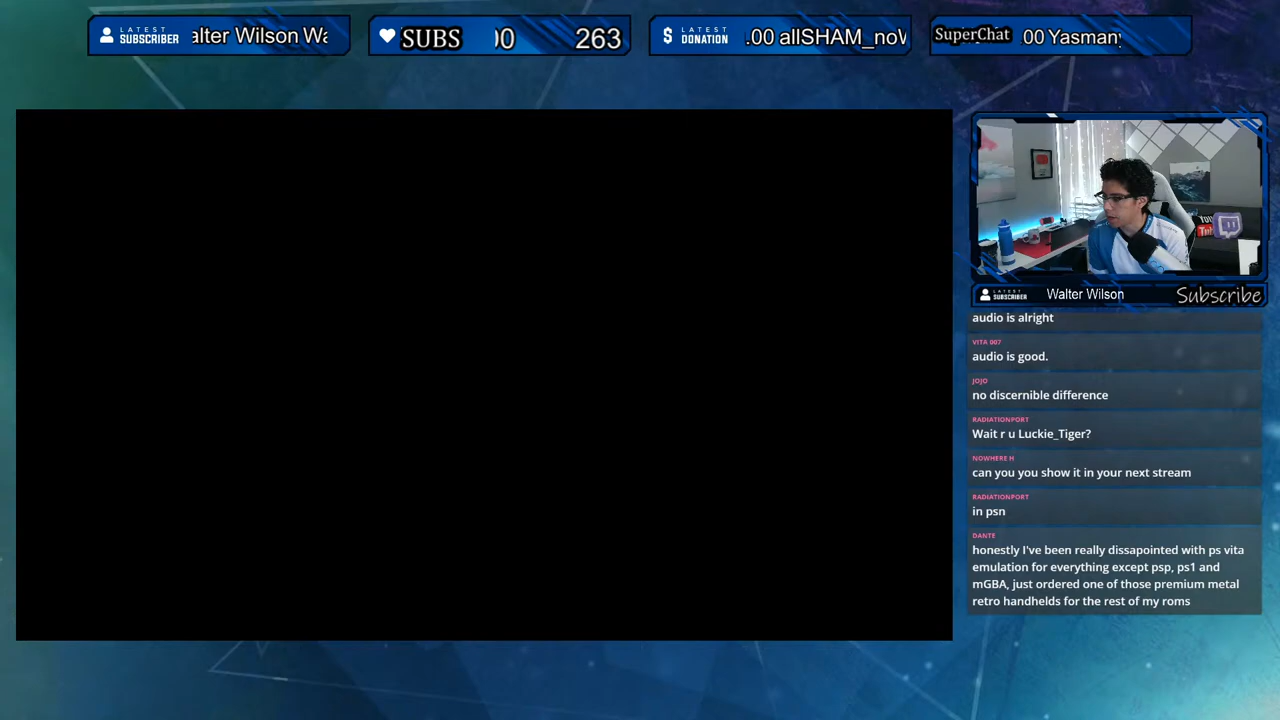 LATEST
SUBSCRIBER
alter Wilson Wa
SUBS
00
263
LATEST
DONATION
.00 allSHAM_noW
SuperChat
.00 Yasmany
LATEST
SUBSCRIBER
Walter Wilson
Subscribe
audio is alright
VITA 007
audio is good.
JOJO
no discernible difference
RADIATIONPORT
Wait r u Luckie_Tiger?
NOWHERE H
can you you show it in your next stream
RADIATIONPORT
in psn
DANTE
honestly I've been really dissapointed with ps vita
emulation for everything except psp, ps1 and
mGBA, just ordered one of those premium metal
retro handhelds for the rest of my roms